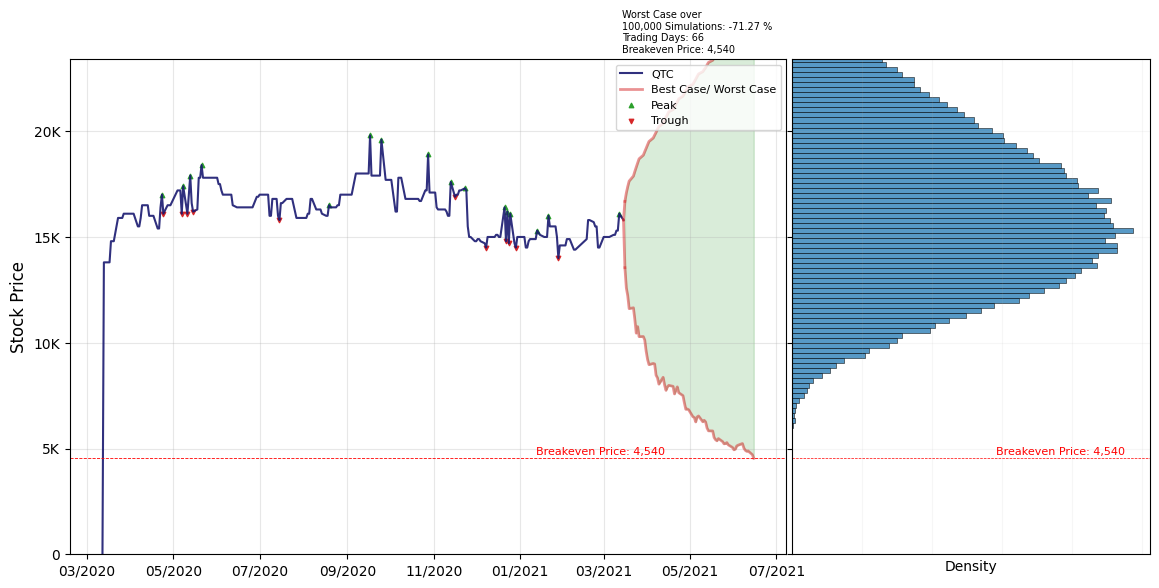 Worst Case over
100,000 Simulations: -71.27 %
Trading Days: 66
Breakeven Price: 4,540
QTC
Best Case/ Worst Case
Peak
Trough
20K
15K
10K
5K
0
Stock Price
Breakeven Price: 4,540
Breakeven Price: 4,540
03/2020 05/2020 07/2020 09/2020 11/2020 01/2021 03/2021 05/2021 07/2021
Density